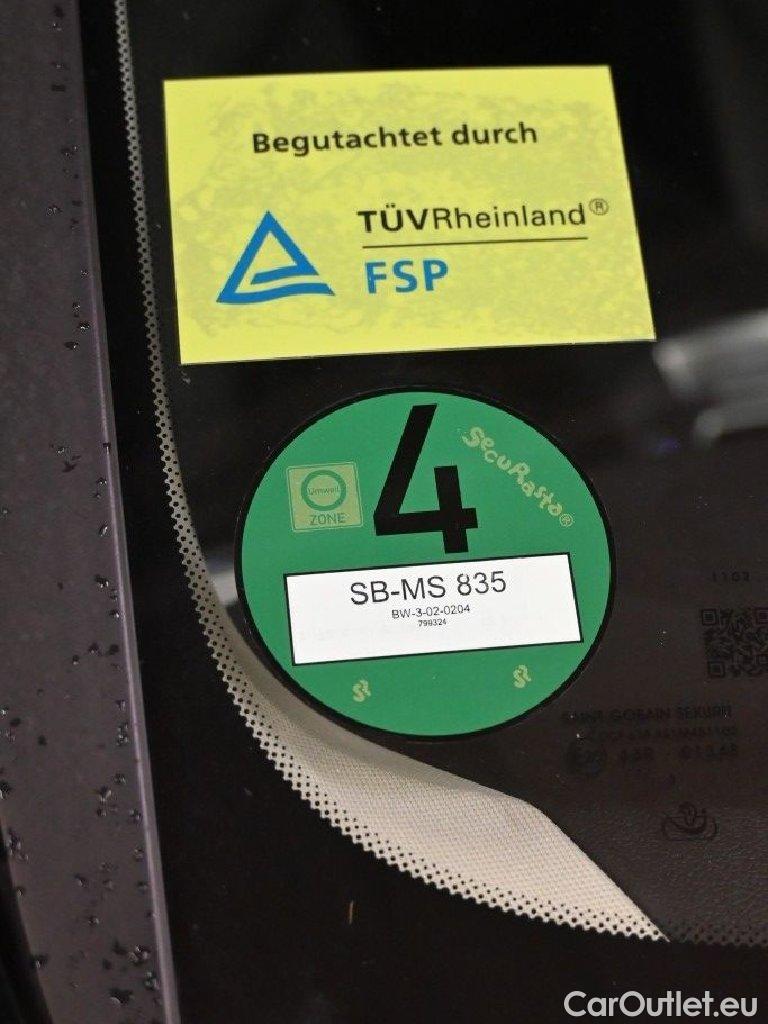 Begutachtet durch
TÜVRheinland®
FSP
4
SecuRasta®
Umwelt
ZONE
SB-MS 835
BW-3-02-0204
798324
SAINT GOBAIN SEKURIT
CarOutlet.eu